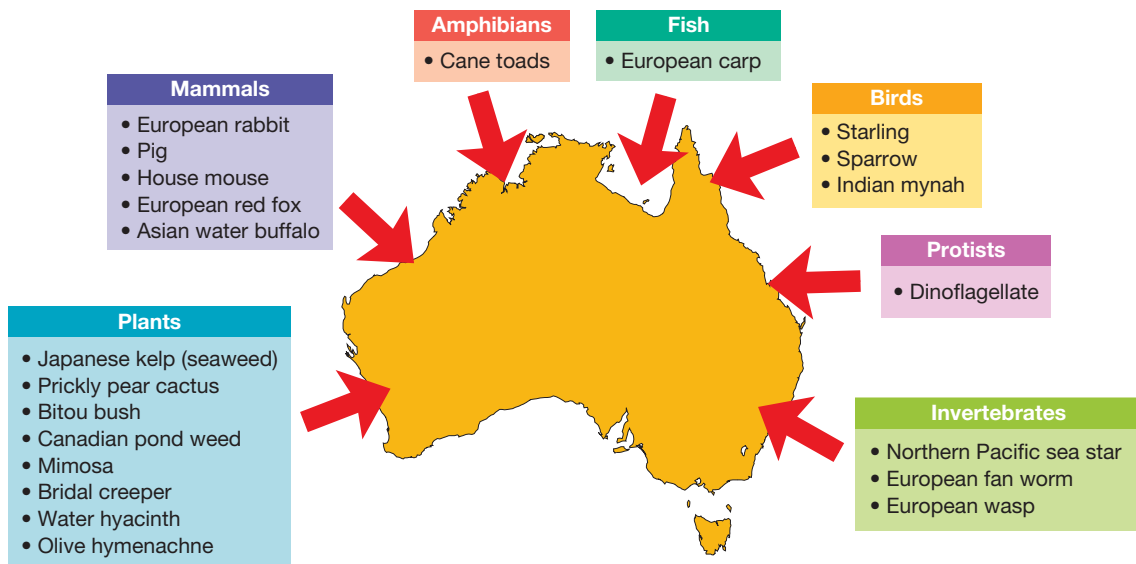 Amphibians
• Cane toads
Fish
• European carp
Mammals
• European rabbit
• Pig
• House mouse
• European red fox
• Asian water buffalo
Birds
• Starling
• Sparrow
• Indian mynah
Protists
• Dinoflagellate
Plants
• Japanese kelp (seaweed)
• Prickly pear cactus
• Bitou bush
• Canadian pond weed
• Mimosa
• Bridal creeper
• Water hyacinth
• Olive hymenachne
Invertebrates
• Northern Pacific sea star
• European fan worm
• European wasp